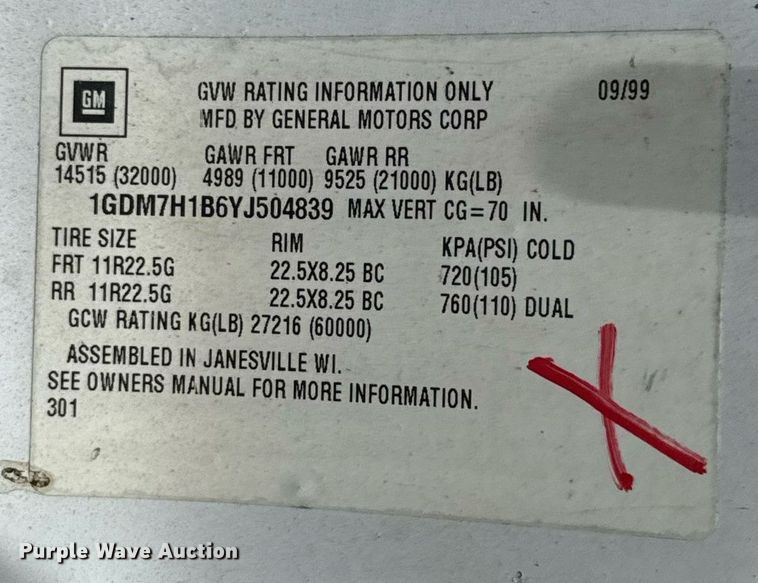 GM
GVW RATING INFORMATION ONLY 09/99
MFD BY GENERAL MOTORS CORP
GVWR GAWR FRT GAWR RR
14515 (32000) 4989 (11000) 9525 (21000) KG(LB)
1GDM7H1B6YJ504839 MAX VERT CG=70 IN.
TIRE SIZE RIM KPA(PSI) COLD
FRT 11R22.5G 22.5X8.25 BC 720(105)
RR 11R22.5G 22.5X8.25 BC 760(110) DUAL
GCW RATING KG(LB) 27216 (60000)
ASSEMBLED IN JANESVILLE WI.
SEE OWNERS MANUAL FOR MORE INFORMATION.
301
Purple Wave Auction